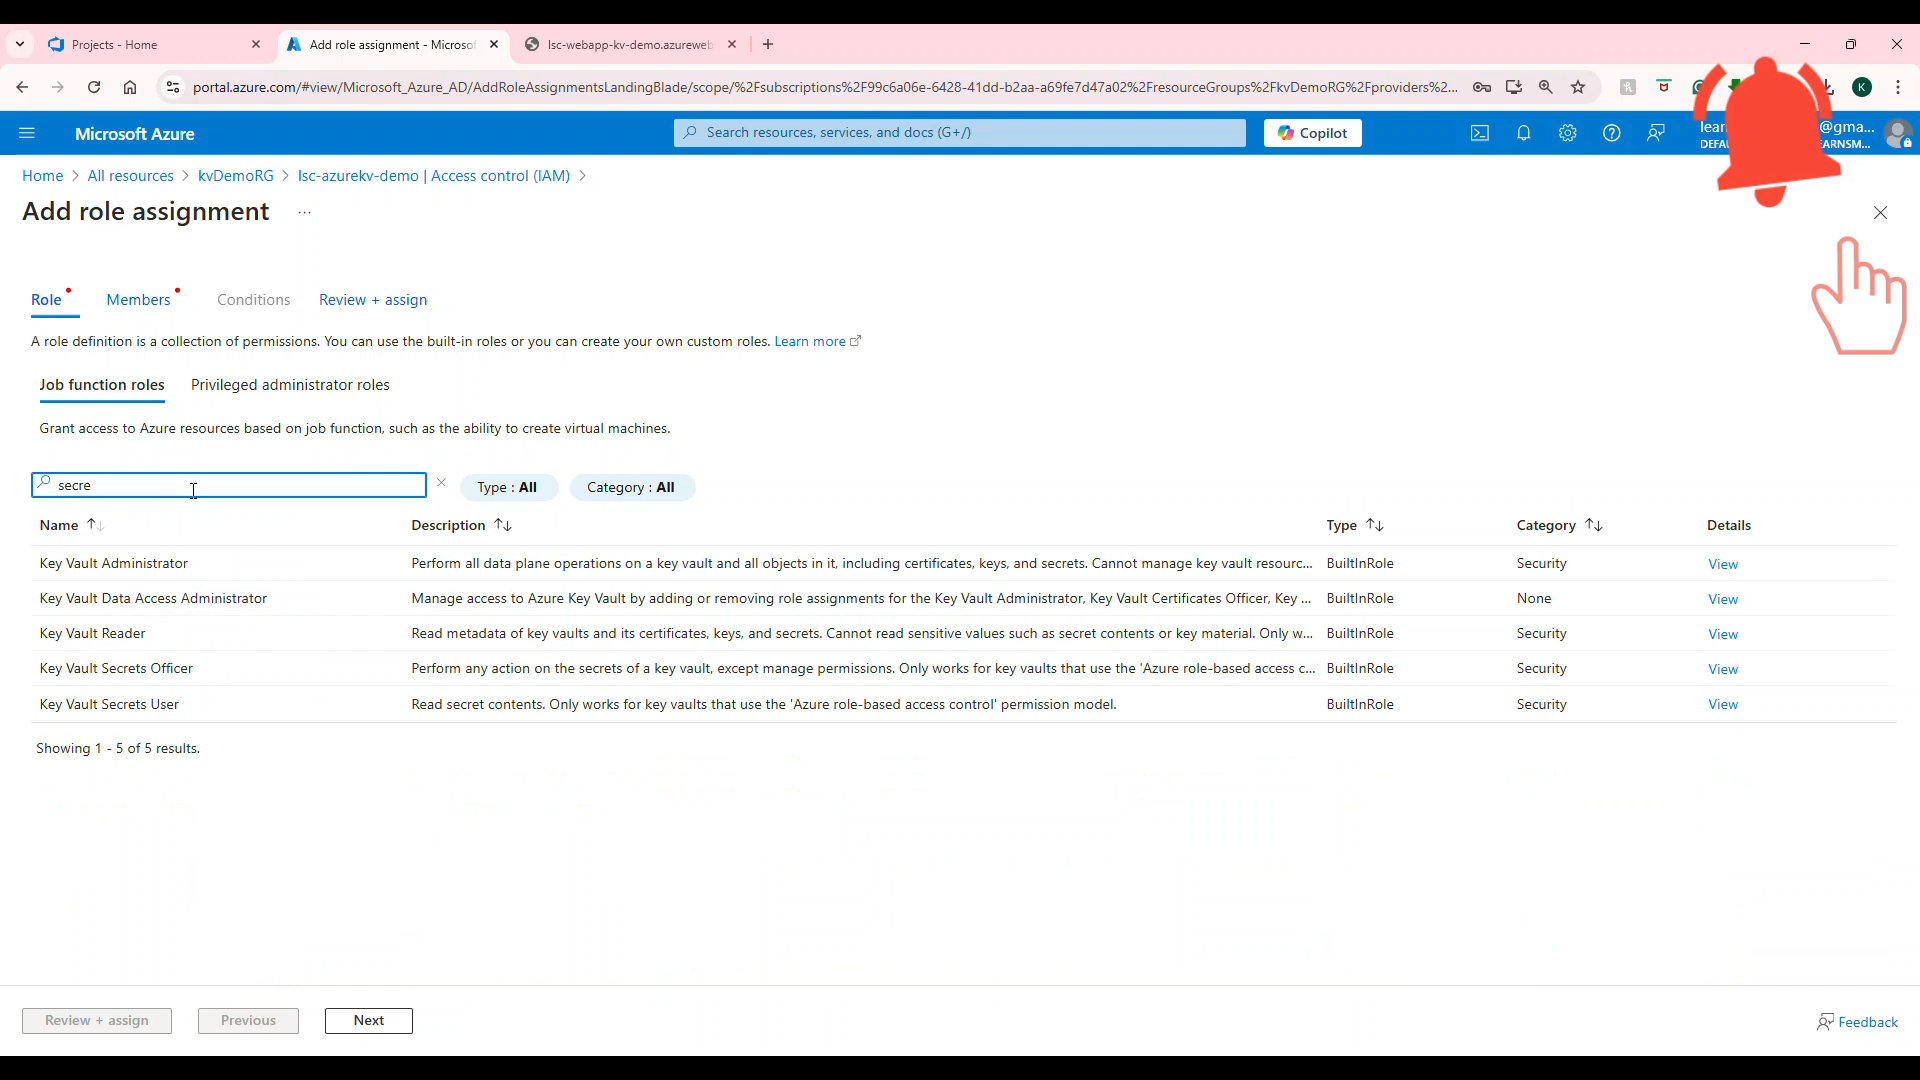 Projects - Home
Add role assignment - Microso
lsc-webapp-kv-demo.azureweb
portal.azure.com/#view/Microsoft_Azure_AD/AddRoleAssignmentsLandingBlade/scope/%2Fsubscriptions%2F99c6a06e-6428-41dd-b2aa-a69fe7d47a02%2FresourceGroups%2FkvDemoRG%2Fproviders%2...
K
Microsoft Azure
Search resources, services, and docs (G+/)
Copilot
lear
@gma...
DEFAU
EARNSM...
Home > All resources > kvDemoRG > lsc-azurekv-demo | Access control (IAM) >
Add role assignment ...
Role
Members
Conditions
Review + assign
A role definition is a collection of permissions. You can use the built-in roles or you can create your own custom roles. Learn more
Job function roles
Privileged administrator roles
Grant access to Azure resources based on job function, such as the ability to create virtual machines.
secre
Type : All
Category : All
Name
Description
Type
Category
Details
Key Vault Administrator
Perform all data plane operations on a key vault and all objects in it, including certificates, keys, and secrets. Cannot manage key vault resourc...
BuiltInRole
Security
View
Key Vault Data Access Administrator
Manage access to Azure Key Vault by adding or removing role assignments for the Key Vault Administrator, Key Vault Certificates Officer, Key ...
BuiltInRole
None
View
Key Vault Reader
Read metadata of key vaults and its certificates, keys, and secrets. Cannot read sensitive values such as secret contents or key material. Only w...
BuiltInRole
Security
View
Key Vault Secrets Officer
Perform any action on the secrets of a key vault, except manage permissions. Only works for key vaults that use the 'Azure role-based access c...
BuiltInRole
Security
View
Key Vault Secrets User
Read secret contents. Only works for key vaults that use the 'Azure role-based access control' permission model.
BuiltInRole
Security
View
Showing 1 - 5 of 5 results.
Review + assign
Previous
Next
Feedback